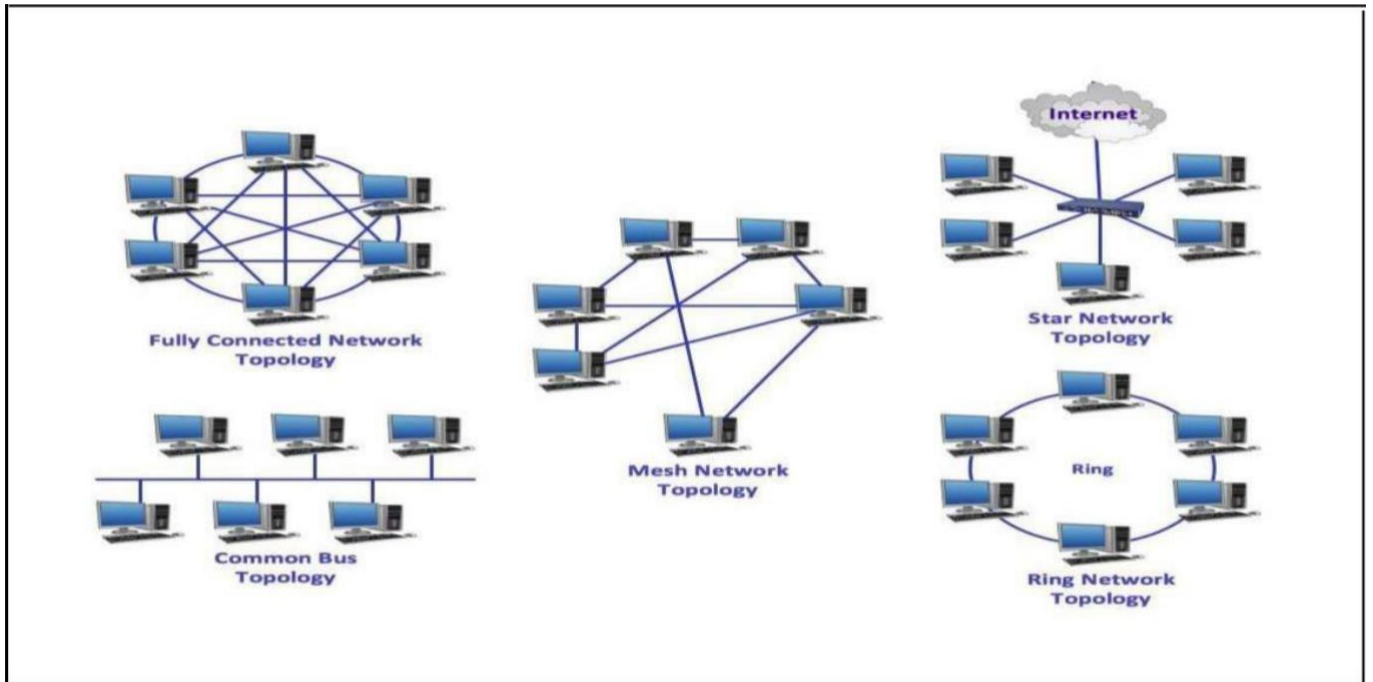 Fully Connected Network
Topology
Common Bus
Topology
Mesh Network
Topology
Internet
Star Network
Topology
Ring
Ring Network
Topology